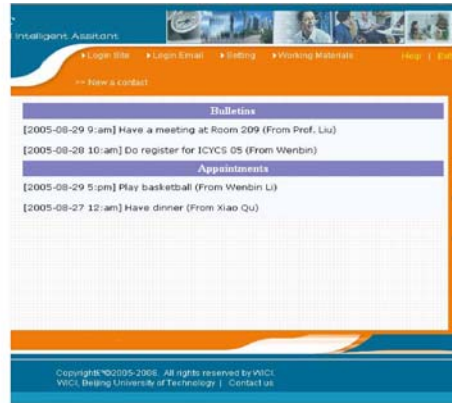 Intelligent Assistant
Login Site Login Email Setting Working Materials Help | Exit
>> New a contact
Bulletins
[2005-08-29 9:am] Have a meeting at Room 209 (From Prof. Liu)
[2005-08-28 10:am] Do register for ICYCS 05 (From Wenbin)
Appointments
[2005-08-29 5:pm] Play basketball (From Wenbin Li)
[2005-08-27 12:am] Have dinner (From Xiao Qu)
Copyright 2005-2008. All rights reserved by WICI.
WICI, Beijing University of Technology | Contact us